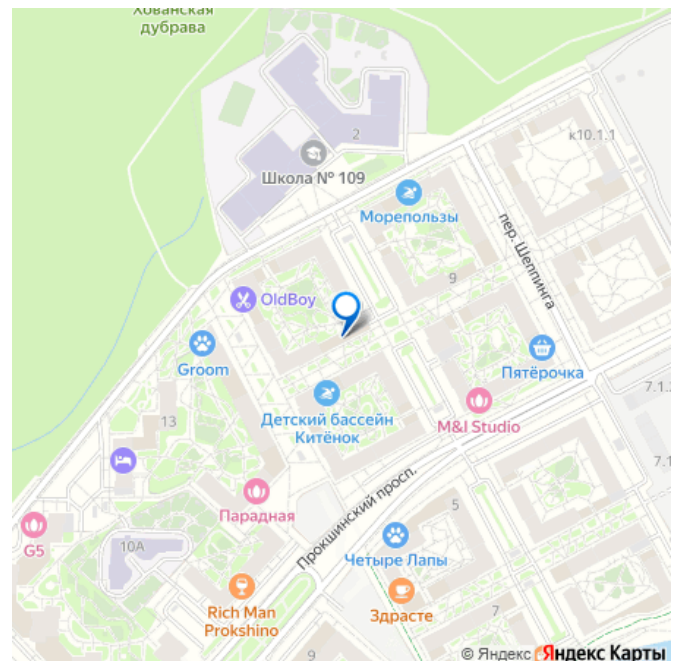 Хованская
дубрава
2
к10.1.1
Школа № 109
Морепользы
пер. Шеппинга
9
OldBoy
Groom
Пятёрочка
Детский бассейн
Китёнок
M&I Studio
7.1.
13
Парадная
Прокшинский просп.
7.1
G5
10А
5
Четыре Лапы
Rich Man
Prokshino
Здрасте
7
9
© Яндекс Яндекс Карты